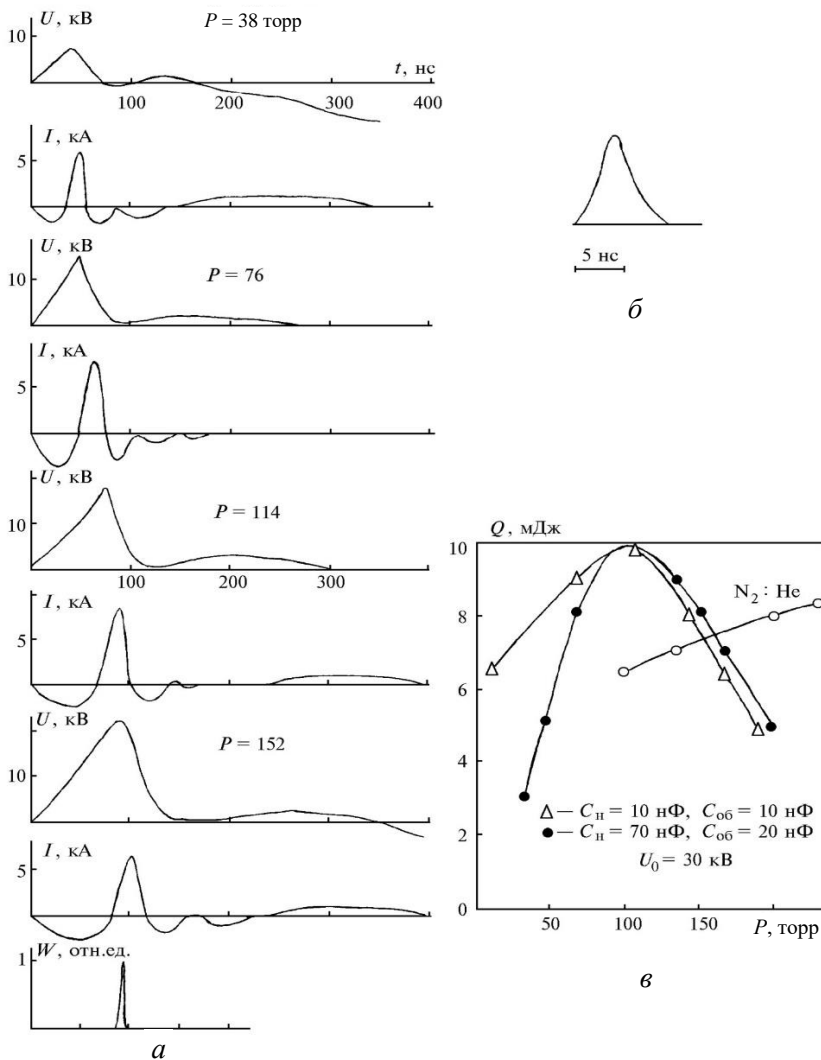 U, кВ
P = 38 торр
10
t, нс
100
200
300
400
I, кА
5
U, кВ
10
P = 76
I, кА
5
U, кВ
10
P = 114
100
200
300
400
I, кА
5
U, кВ
10
P = 152
I, кА
5
W, отн.ед.
1
а
5 нс
б
Q, мДж
10
8
6
4
2
0
N₂ : He
△ — Cн = 10 нФ, Cоб = 10 нФ
● — Cн = 70 нФ, Cоб = 20 нФ
U₀ = 30 кВ
50
100
150
P, торр
в